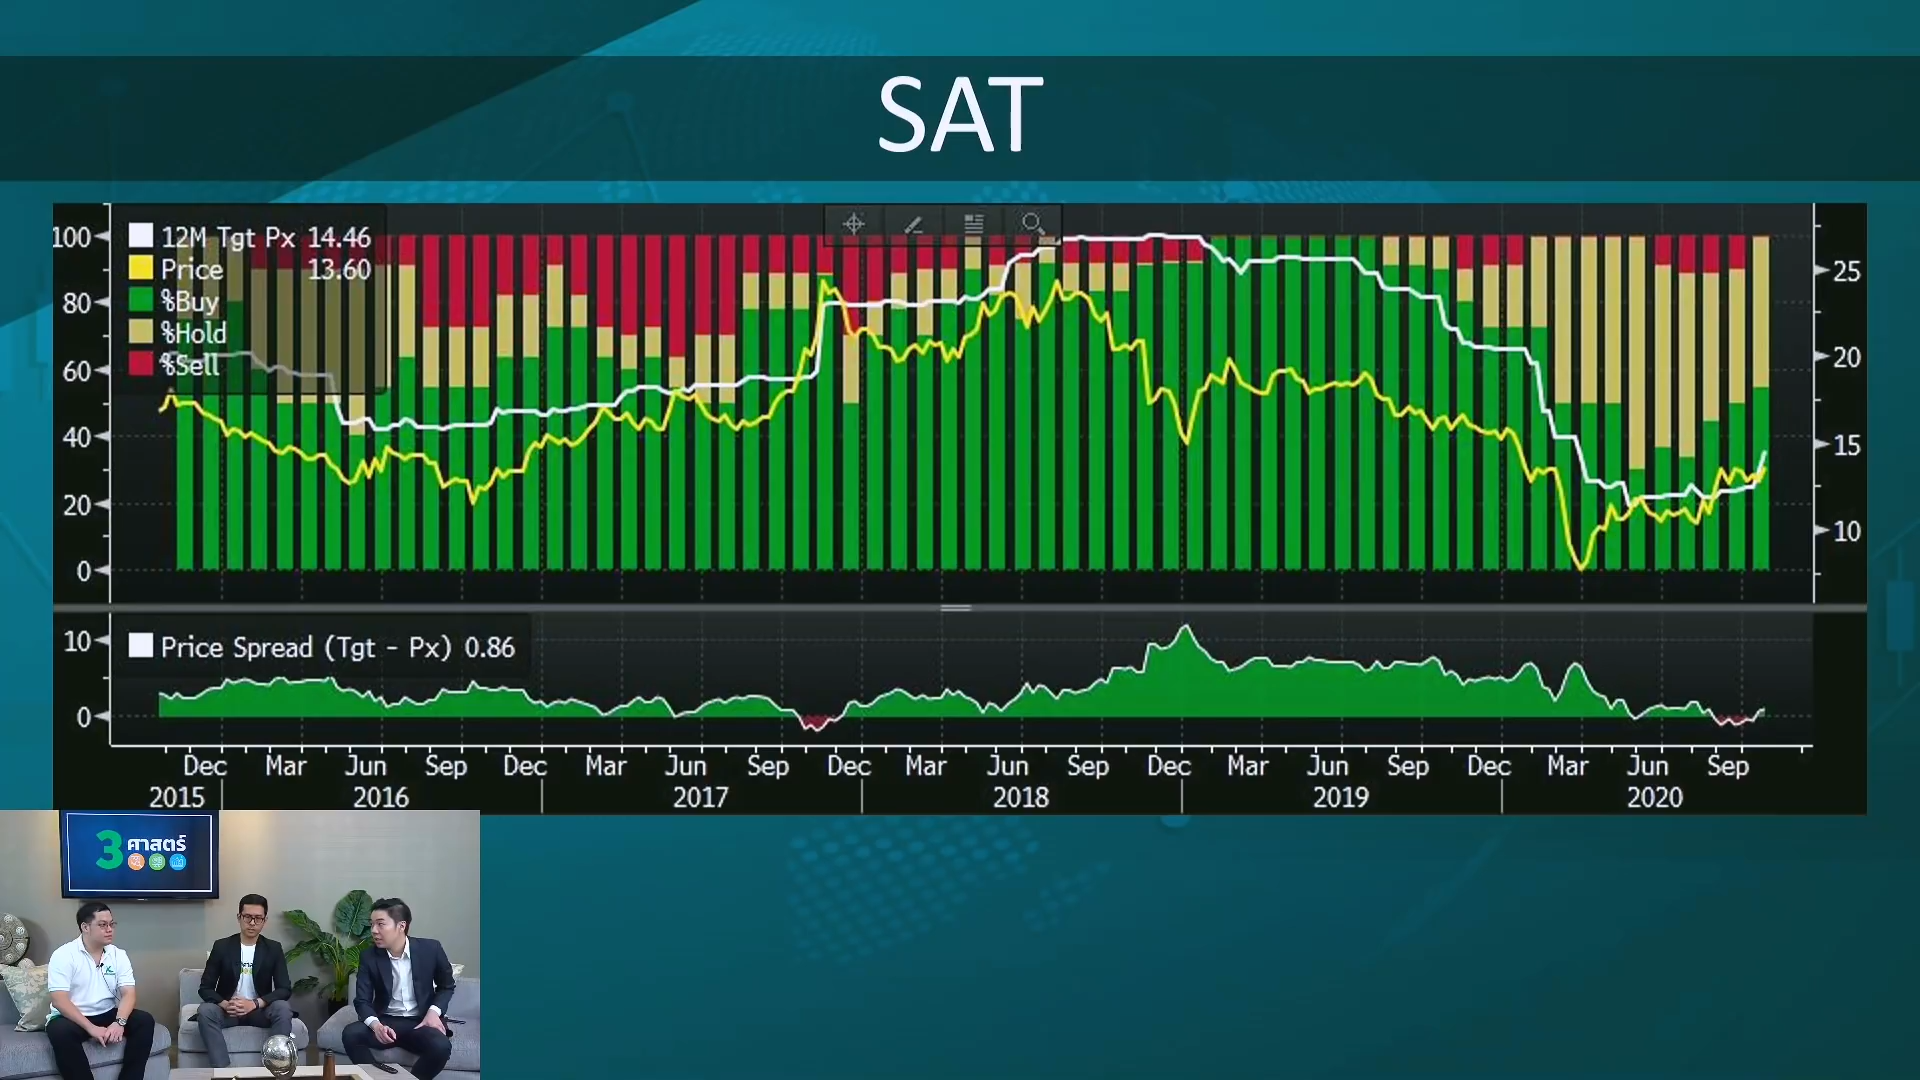 SAT
12M Tgt Px 14.46
Price 13.60
%Buy
%Hold
%Sell
100
80
60
40
20
0
25
20
15
10
Price Spread (Tgt - Px) 0.86
10
0
Dec Mar Jun Sep Dec Mar Jun Sep Dec Mar Jun Sep Dec Mar Jun Sep Dec Mar Jun Sep
2015 2016 2017 2018 2019 2020
3 ศาสตร์